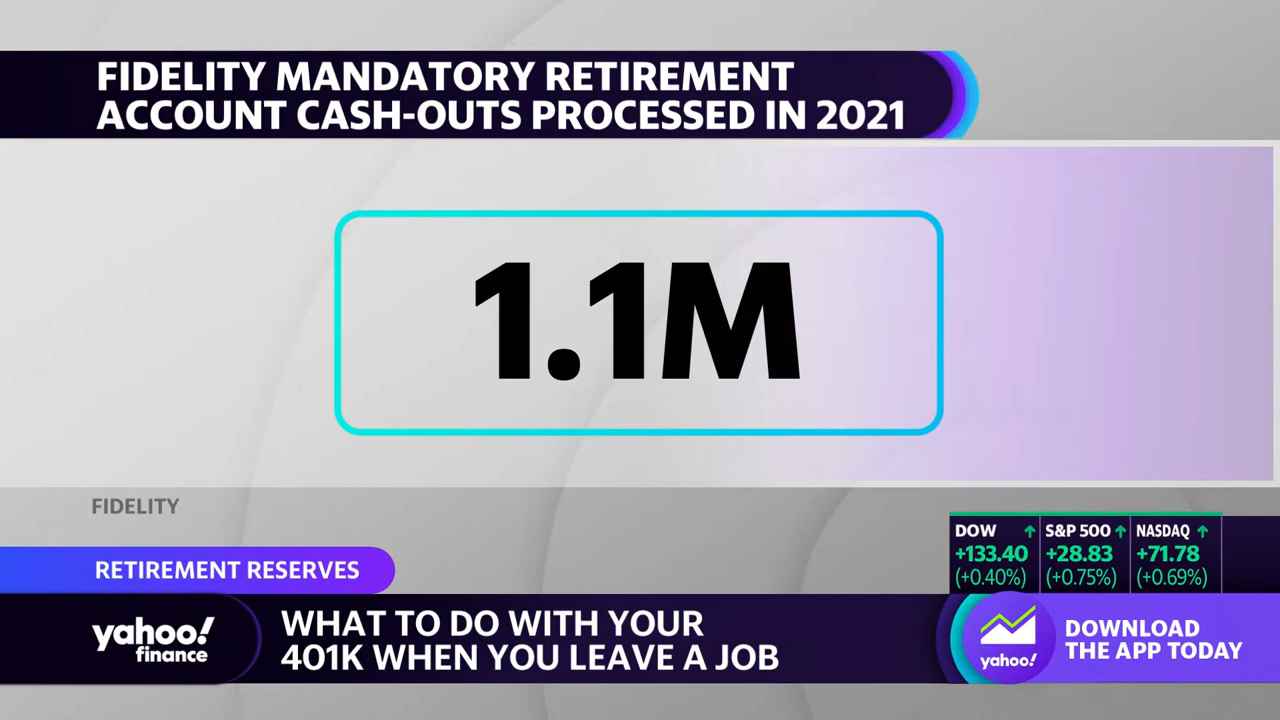 FIDELITY MANDATORY RETIREMENT
ACCOUNT CASH-OUTS PROCESSED IN 2021
1.1M
FIDELITY
RETIREMENT RESERVES
DOW
+133.40
(+0.40%)
S&P 500
+28.83
(+0.75%)
NASDAQ
+71.78
(+0.69%)
yahoo!
finance
WHAT TO DO WITH YOUR
401K WHEN YOU LEAVE A JOB
yahoo!
DOWNLOAD
THE APP TODAY